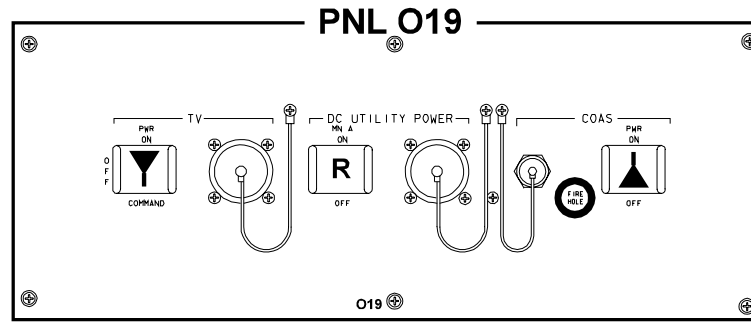 PNL O19
TV
DC UTILITY POWER
COAS
PWR
ON
MN A
ON
PWR
ON
O
F
F
R
FIRE
HOLE
COMMAND
OFF
OFF
O19